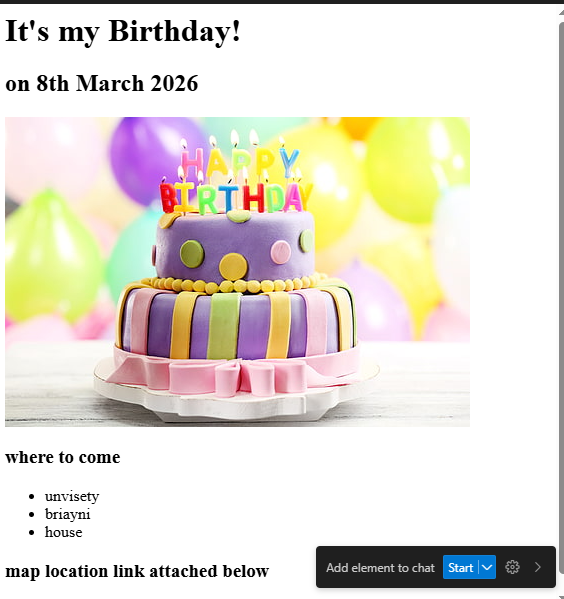 It's my Birthday!
on 8th March 2026
HAPPY
BIRTHDAY
where to come
unvisety
briayni
house
map location link attached below
Add element to chat
Start